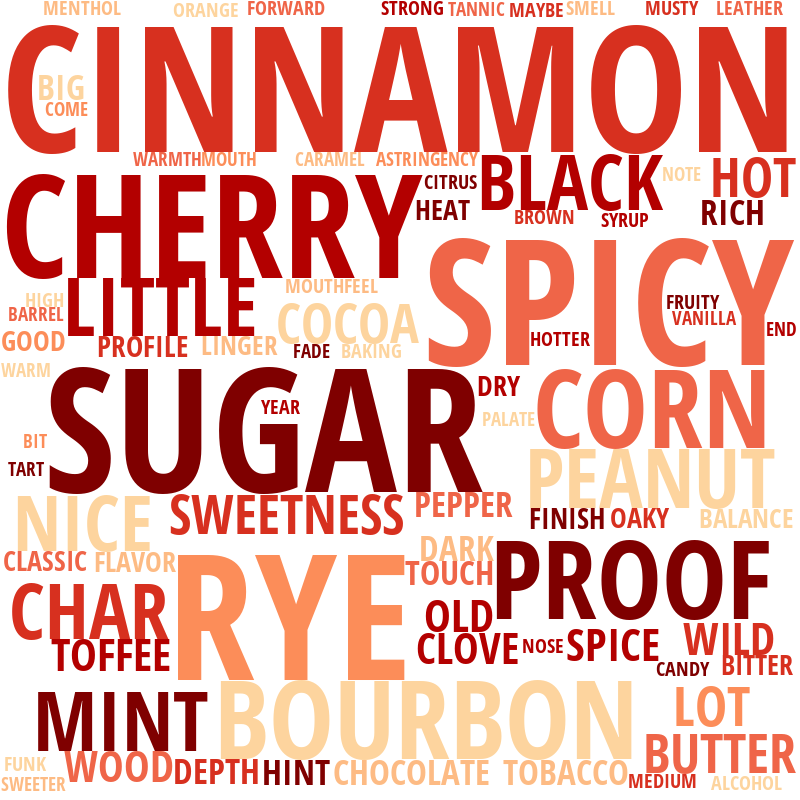 MENTHOL ORANGE FORWARD STRONG TANNIC MAYBE SMELL MUSTY LEATHER
CINNAMON
BIG
COME
WARMTH MOUTH CARAMEL ASTRINGENCY
BLACK NOTE HOT
CHERRY CITRUS
HEAT BROWN SYRUP RICH
SPICY
LITTLE MOUTHFEEL
HIGH COCOA FRUITY
BARREL VANILLA
GOOD PROFILE LINGER FADE BAKING HOTTER END
WARM
SUGAR DRY CORN
YEAR PALATE
BIT
TART PEANUT
NICE SWEETNESS PEPPER
FINISH OAKY BALANCE
CLASSIC FLAVOR DARK
RYE TOUCH PROOF
CHAR OLD
TOFFEE CLOVE NOSE SPICE WILD
CANDY BITTER
MINT BOURBON LOT
FUNK WOOD DEPTH HINT CHOCOLATE TOBACCO BUTTER
SWEETER MEDIUM ALCOHOL